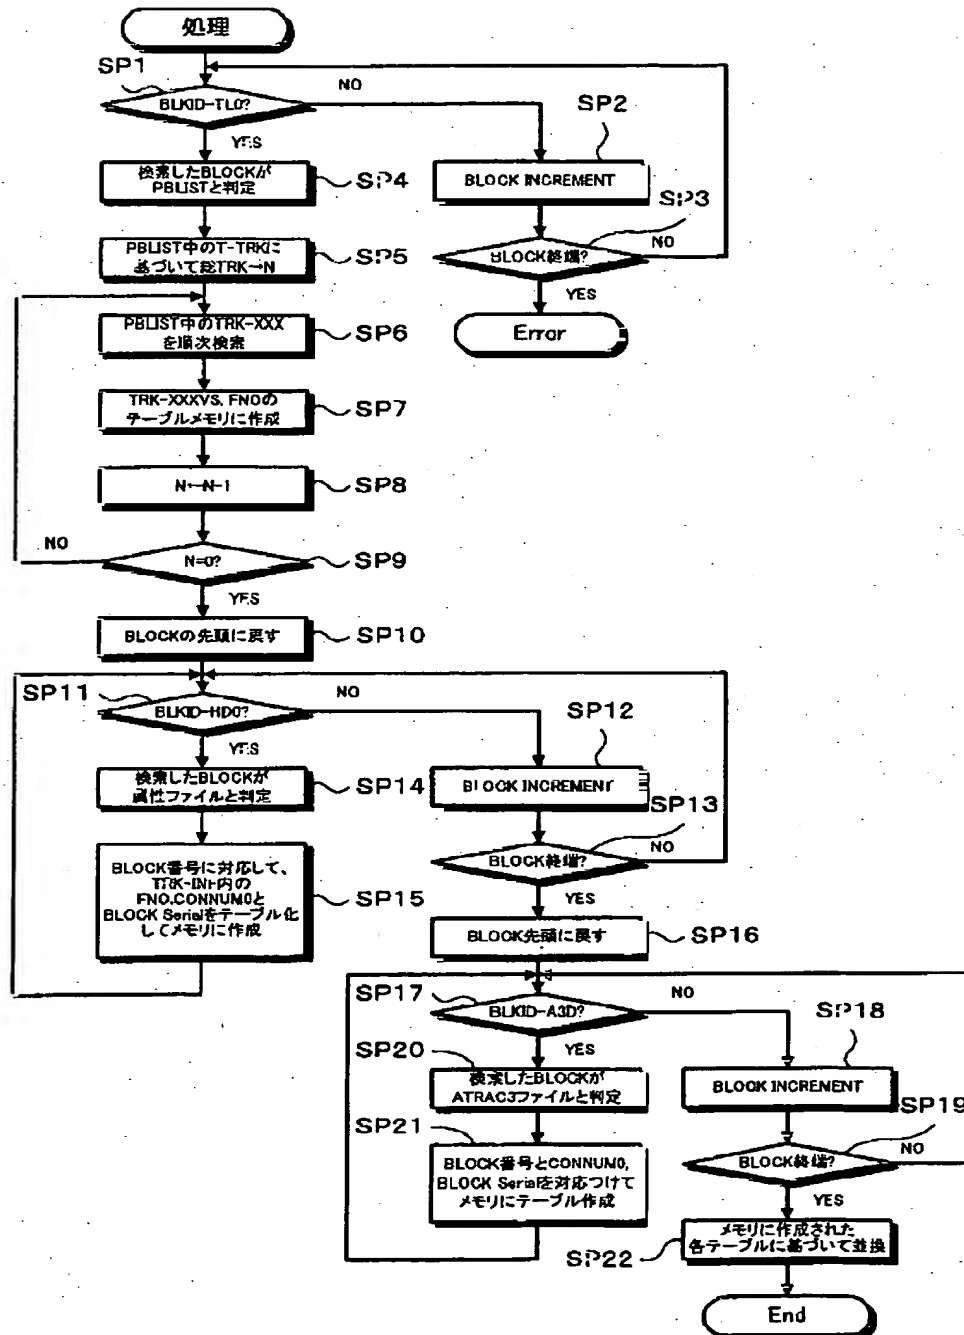 処理
SP1
BLKID-TL0?
NO
YES
SP2
BLOCK INCREMENT
SP3
BLOCK終端?
NO
YES
Error
検索したBLOCKが
PBLISTと判定
SP4
PBLIST中のT-TRKに
基づいて総TRK→N
SP5
PBLIST中のTRK-XXX
を順次検索
SP6
TRK-XXXVS, FNOの
テーブルメモリに作成
SP7
N←N-1
SP8
NO
N=0?
SP9
YES
BLOCKの先頭に戻す
SP10
SP11
BLKID-HD0?
NO
YES
SP12
BLOCK INCREMENT
SP13
BLOCK終端?
NO
YES
検索したBLOCKが
属性ファイルと判定
SP14
BLOCK番号に対応して、
TRK-INF内の
FNO,CONNUM0と
BLOCK Serialをテーブル化
してメモリに作成
SP15
BLOCK先頭に戻す
SP16
SP17
BLKID-A3D?
NO
YES
SP18
BLOCK INCREMENT
SP19
BLOCK終端?
NO
YES
SP20
検索したBLOCKが
ATRAC3ファイルと判定
SP21
BLOCK番号とCONNUM0,
BLOCK Serialを対応つけて
メモリにテーブル作成
メモリに作成された
各テーブルに基づいて並換
SP22
End